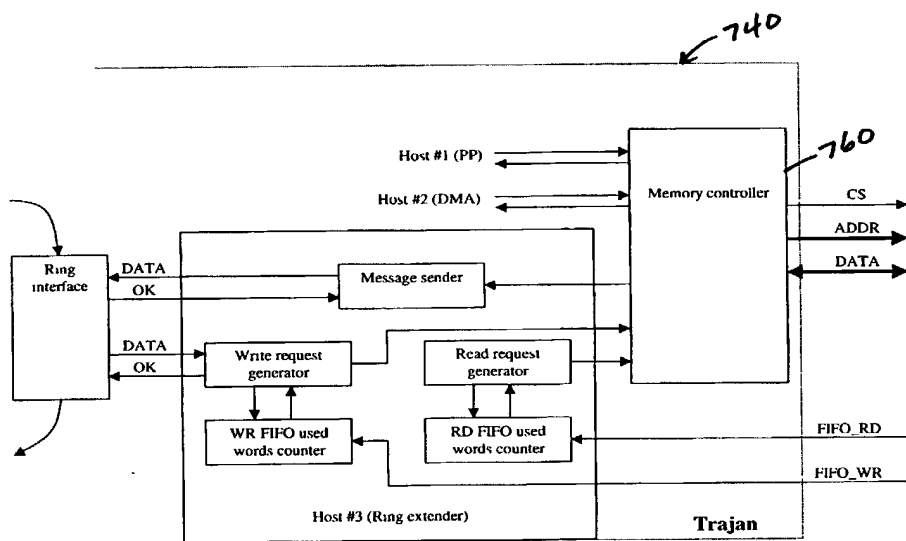 740
Host #1 (PP)
760
Memory controller
Host #2 (DMA)
CS
ADDR
DATA
Ring
interface
DATA
OK
Message sender
DATA
OK
Write request
generator
Read request
generator
WR FIFO used
words counter
RD FIFO used
words counter
FIFO_RD
FIFO_WR
Host #3 (Ring extender)
Trajan